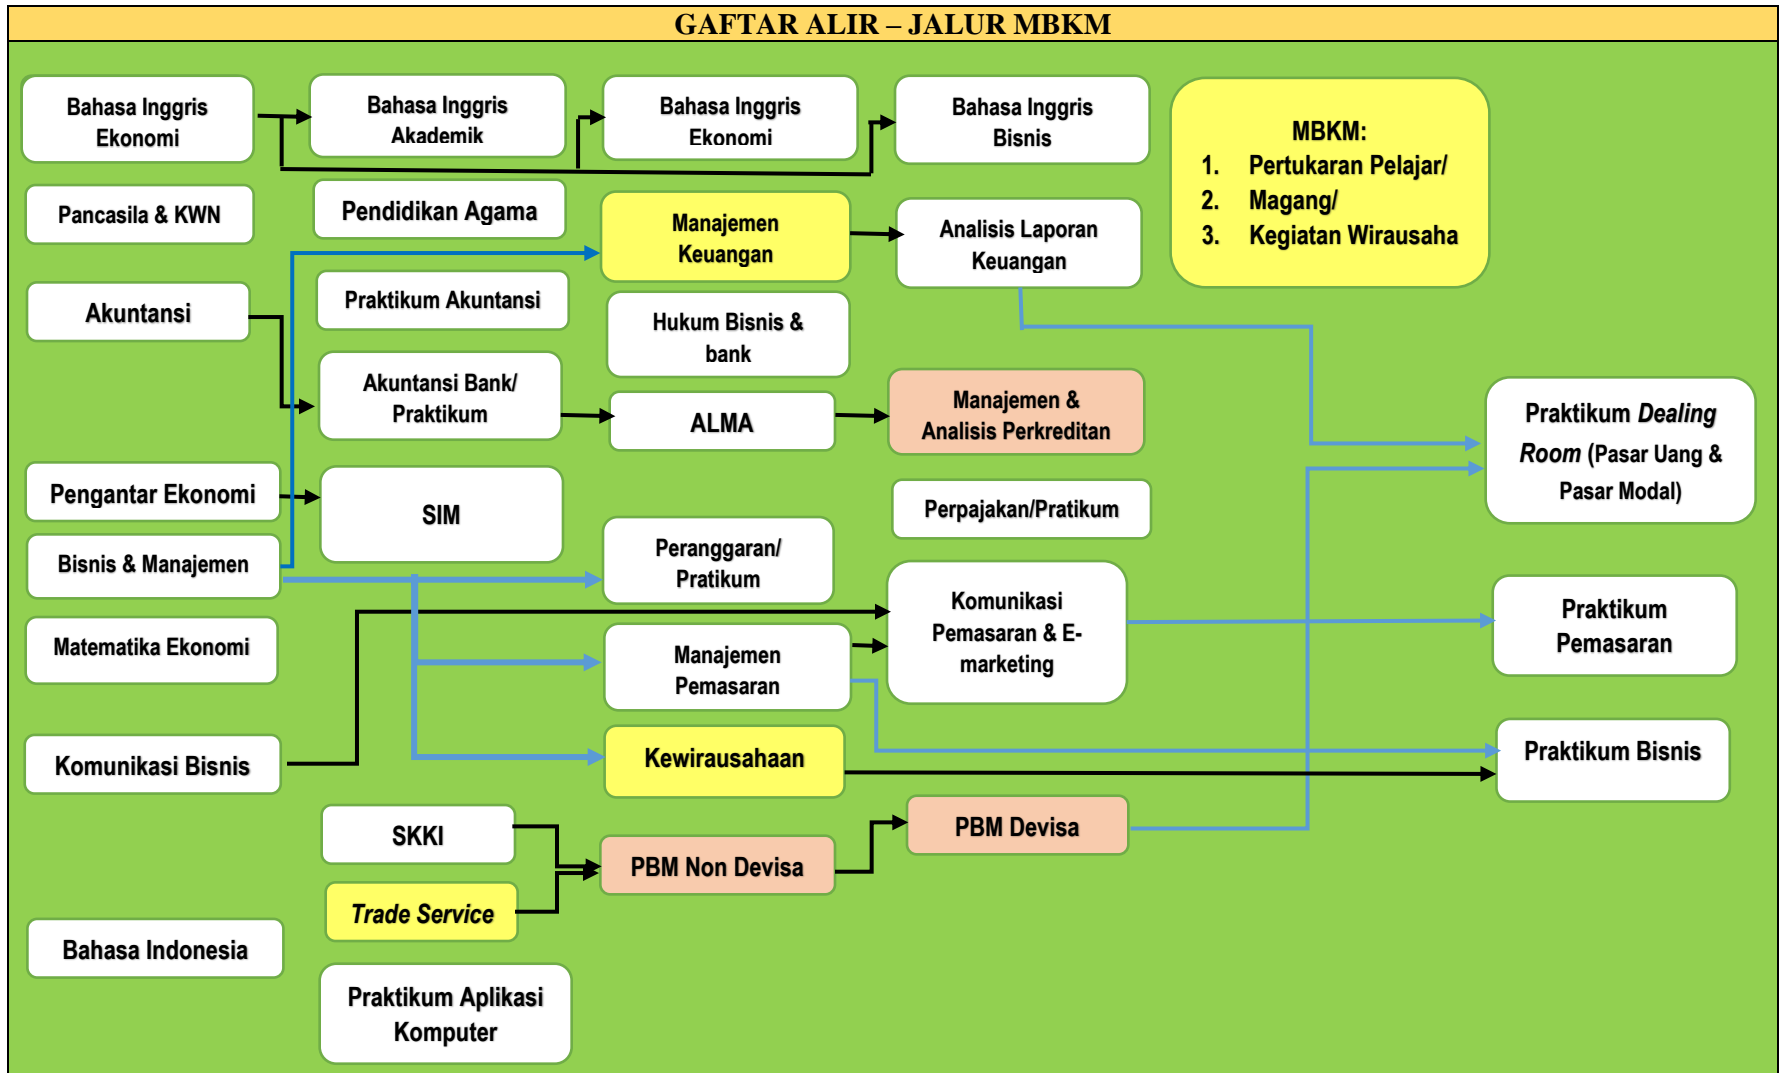 GAFTAR ALIR – JALUR MBKM
Bahasa Inggris
Ekonomi
Pancasila & KWN
Akuntansi
Pengantar Ekonomi
Bisnis & Manajemen
Matematika Ekonomi
Komunikasi Bisnis
Bahasa Indonesia
Bahasa Inggris
Akademik
Pendidikan Agama
Praktikum Akuntansi
Akuntansi Bank/
Praktikum
SIM
SKKI
Trade Service
Praktikum Aplikasi
Komputer
Bahasa Inggris
Ekonomi
Manajemen
Keuangan
Hukum Bisnis &
bank
ALMA
Peranggaran/
Pratikum
Manajemen
Pemasaran
Kewirausahaan
PBM Non Devisa
Bahasa Inggris
Bisnis
Analisis Laporan
Keuangan
Manajemen &
Analisis Perkreditan
Perpajakan/Pratikum
Komunikasi
Pemasaran & E-
marketing
PBM Devisa
MBKM:
1. Pertukaran Pelajar/
2. Magang/
3. Kegiatan Wirausaha
Praktikum Dealing
Room (Pasar Uang &
Pasar Modal)
Praktikum
Pemasaran
Praktikum Bisnis